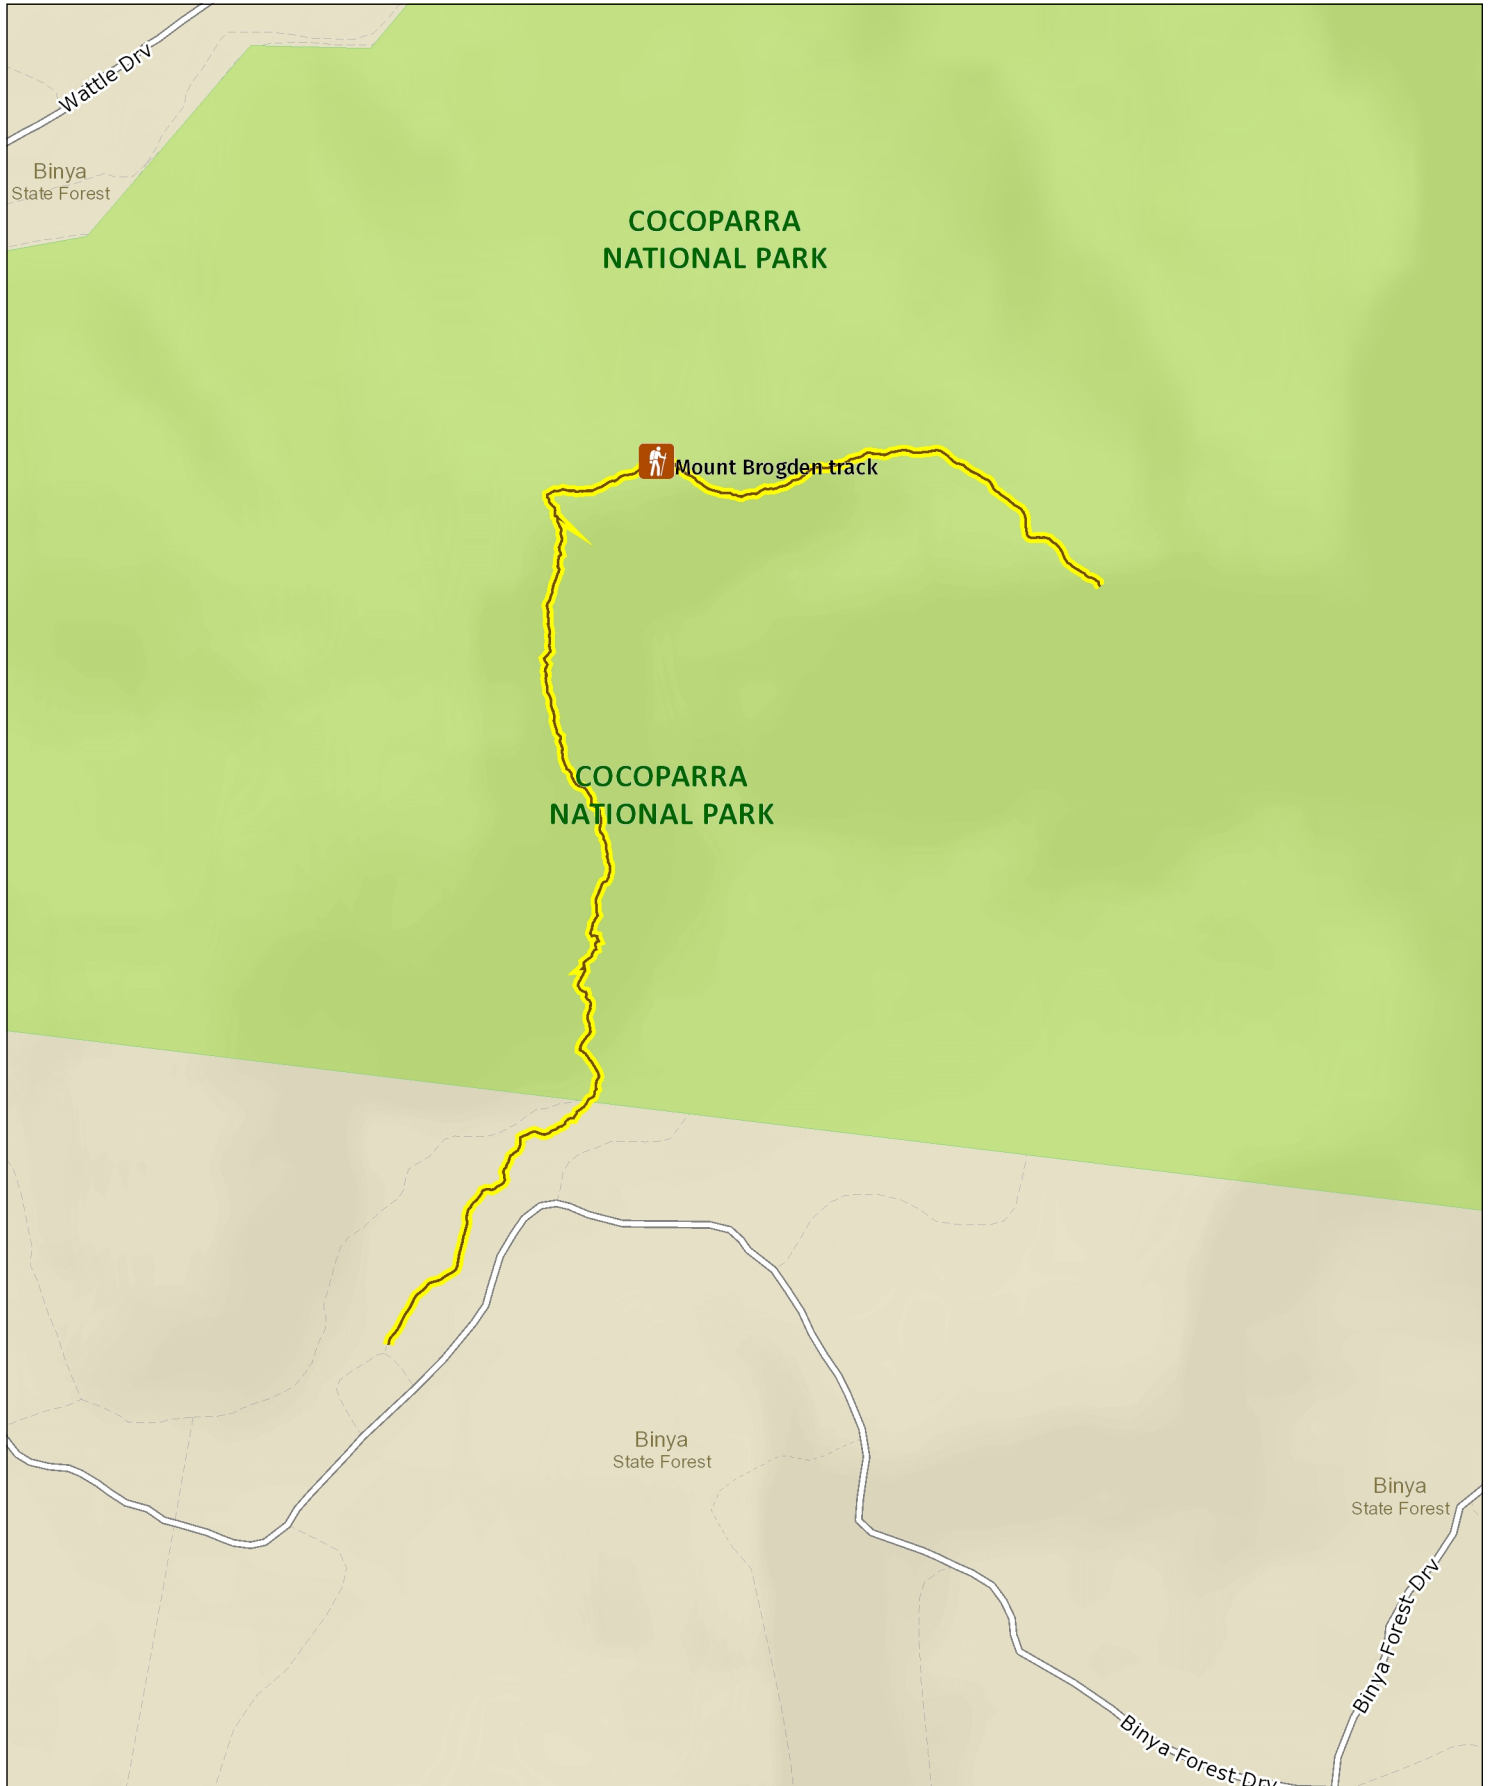 Wattle Drv
Binya
State Forest
COCOPARRA
NATIONAL PARK
Mount Brogden track
COCOPARRA
NATIONAL PARK
Binya
State Forest
Binya
State Forest
Binya Forest Drv
Binya Forest Drv